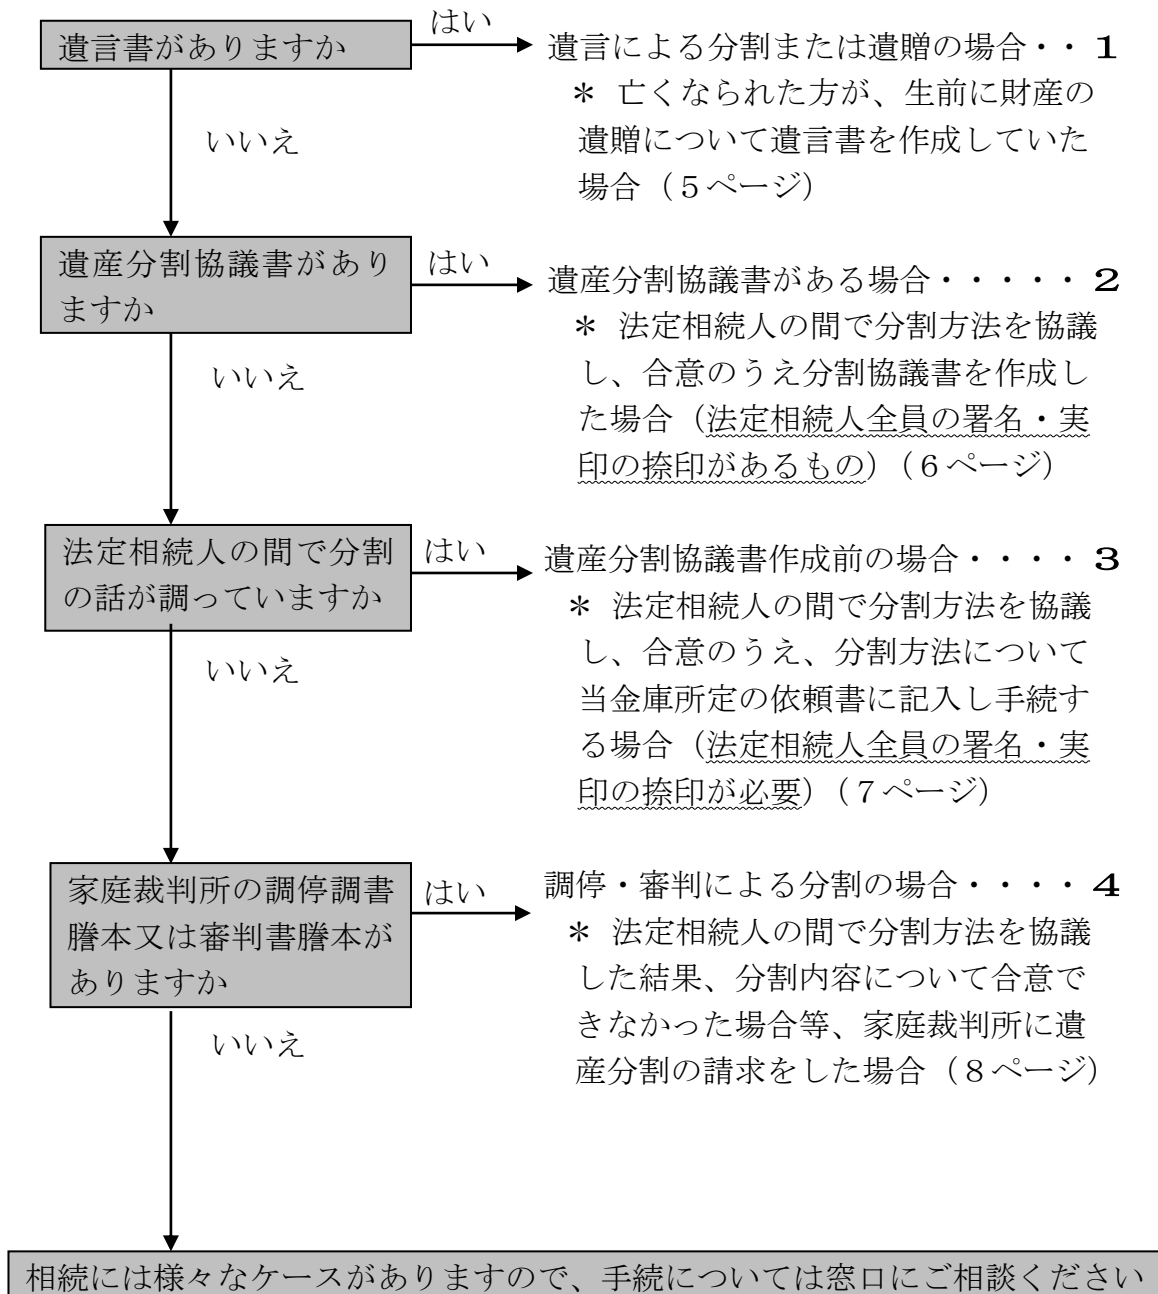 はい
遺言書がありますか
遺言による分割または遺贈の場合・・1
＊ 亡くなられた方が、生前に財産の
遺贈について遺言書を作成していた
場合（５ページ）
いいえ
遺産分割協議書があり
ますか
はい
遺産分割協議書がある場合・・・・・2
＊ 法定相続人の間で分割方法を協議
し、合意のうえ分割協議書を作成し
た場合（法定相続人全員の署名・実
印の捺印があるもの）（６ページ）
いいえ
法定相続人の間で分割
の話が調っていますか
はい
遺産分割協議書作成前の場合・・・・3
＊ 法定相続人の間で分割方法を協議
し、合意のうえ、分割方法について
当金庫所定の依頼書に記入し手続す
る場合（法定相続人全員の署名・実
印の捺印が必要）（７ページ）
いいえ
家庭裁判所の調停調書
謄本又は審判書謄本が
ありますか
はい
調停・審判による分割の場合・・・・4
＊ 法定相続人の間で分割方法を協議
した結果、分割内容について合意で
きなかった場合等、家庭裁判所に遺
産分割の請求をした場合（８ページ）
いいえ
相続には様々なケースがありますので、手続については窓口にご相談ください